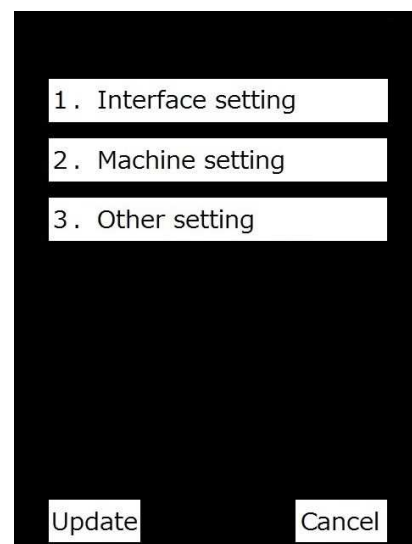 1. Interface setting
2. Machine setting
3. Other setting
Update Cancel